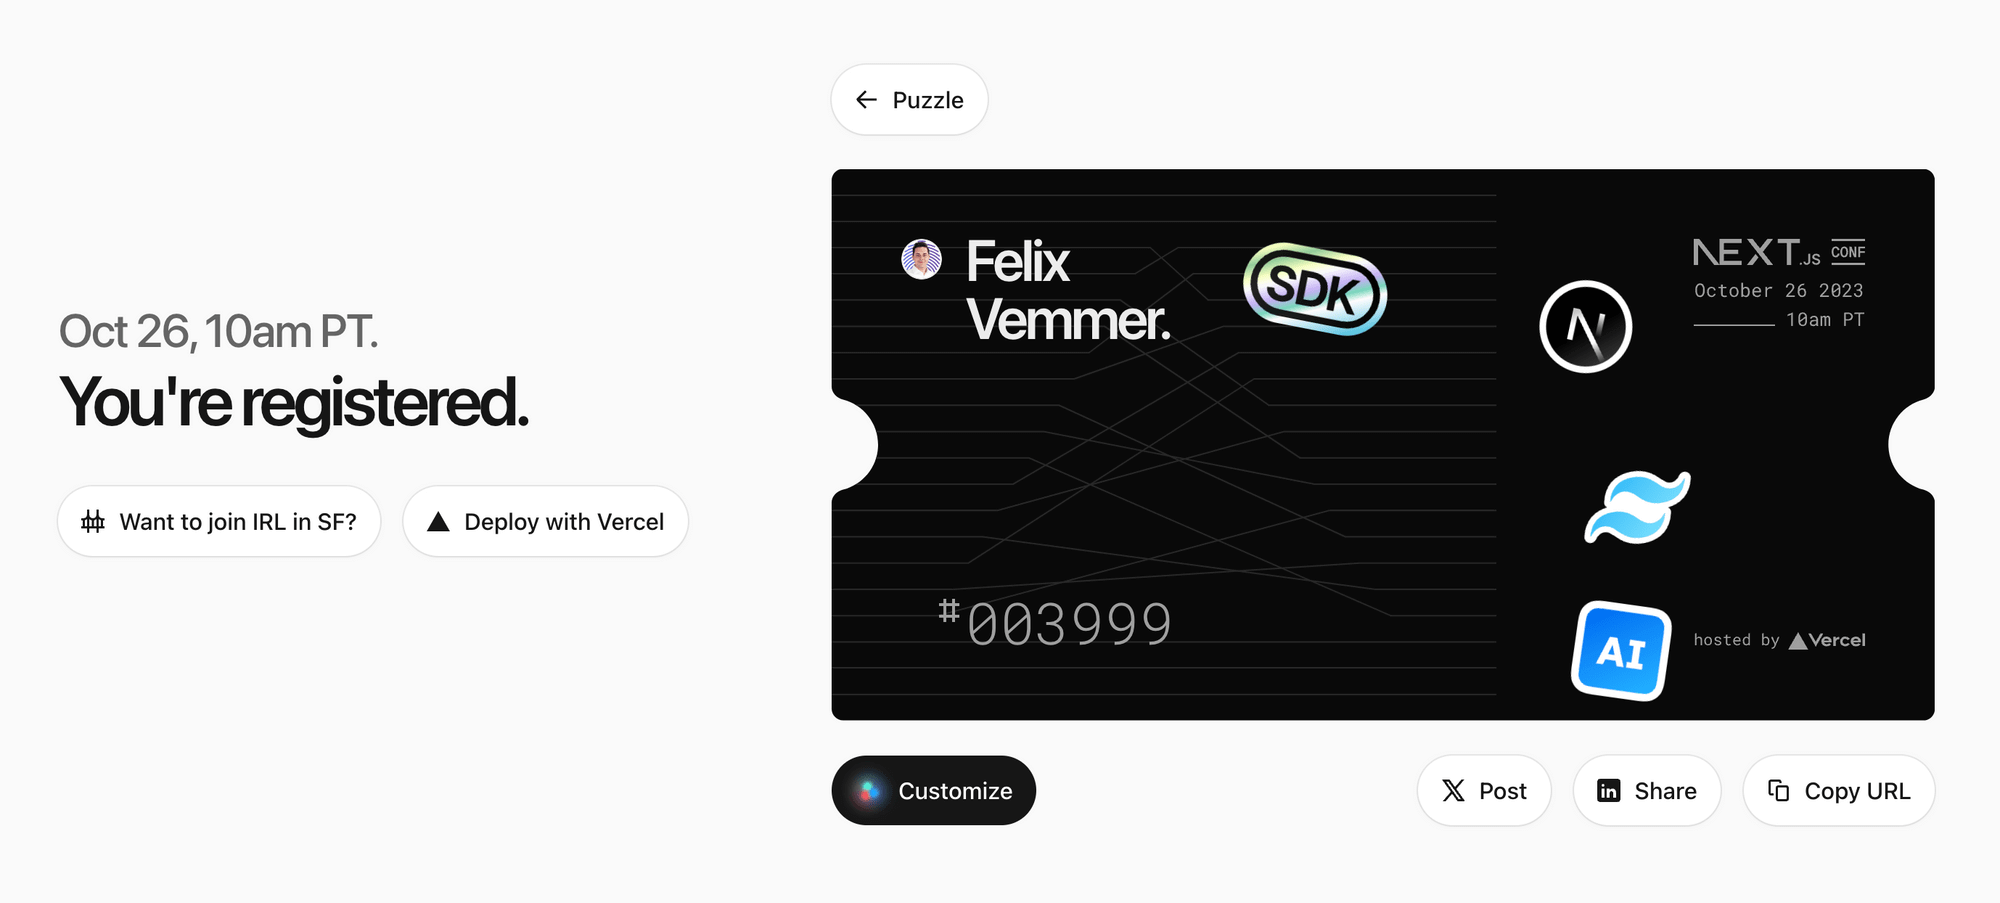 Puzzle
Oct 26, 10am PT.
You're registered.
Want to join IRL in SF?
Deploy with Vercel
Felix
Vemmer.
SDK
#003999
N
NEXT.JS CONF
October 26 2023
10am PT
AI
hosted by Vercel
Customize
Post
in Share
Copy URL